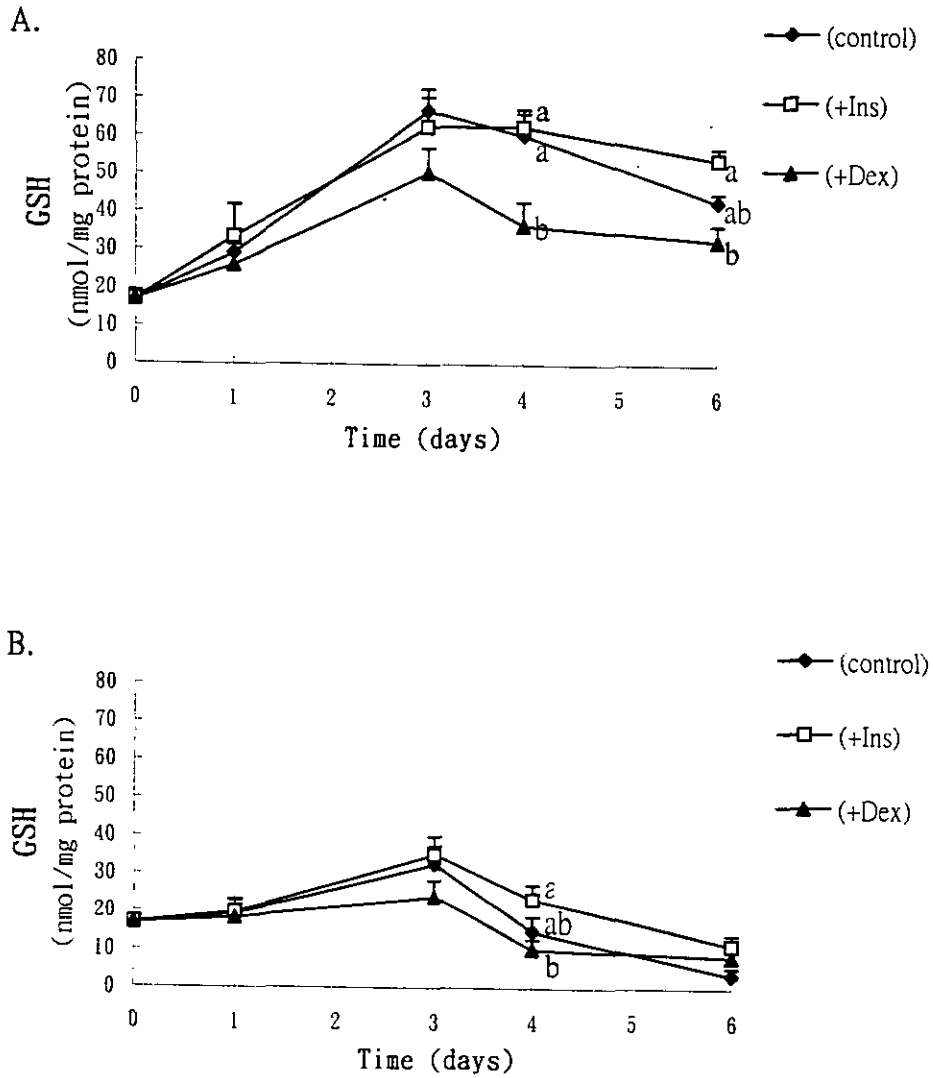 A.
(control)
(+Ins)
(+Dex)
GSH
(nmol/mg protein)
80
70
60
50
40
30
20
10
0
a
a
b
a
ab
b
0 1 2 3 4 5 6
Time (days)
B.
(control)
(+Ins)
(+Dex)
GSH
(nmol/mg protein)
80
70
60
50
40
30
20
10
0
a
ab
b
0 1 2 3 4 5 6
Time (days)